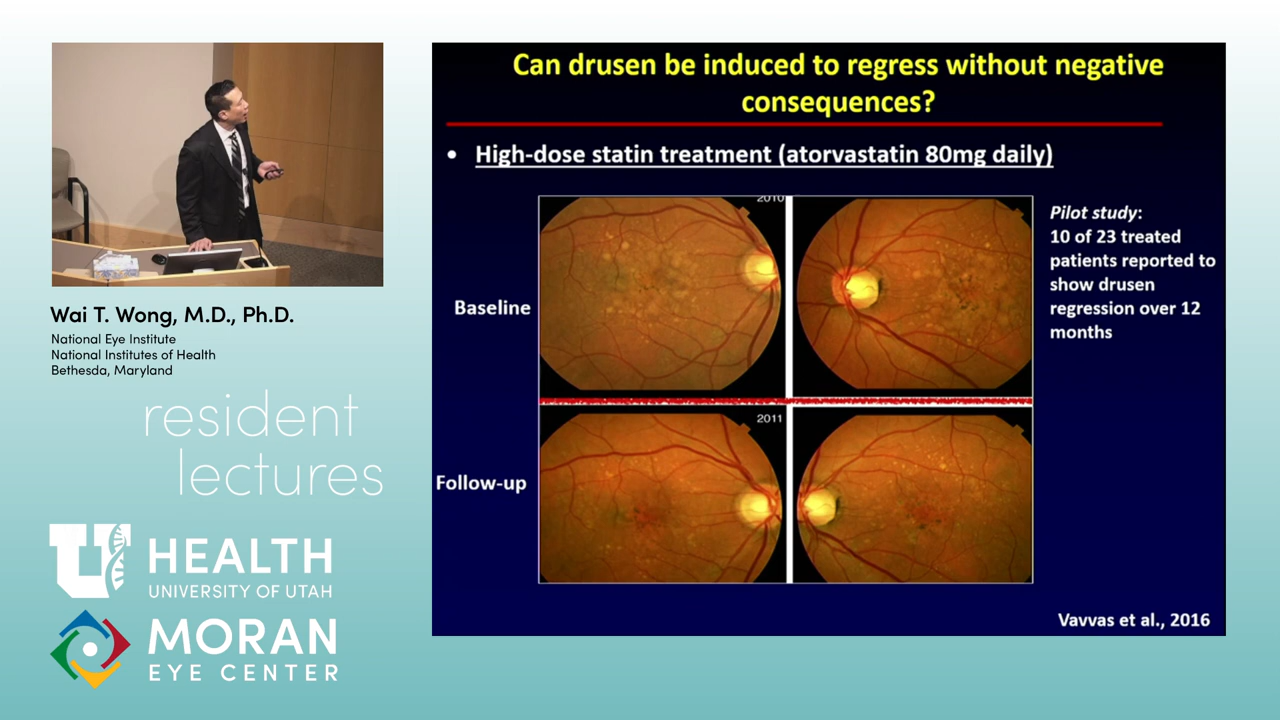 Can drusen be induced to regress without negative
consequences?
• High-dose statin treatment (atorvastatin 80mg daily)
2010
Baseline
Pilot study:
10 of 23 treated
patients reported to
show drusen
regression over 12
months
2011
Follow-up
Vavvas et al., 2016
Wai T. Wong, M.D., Ph.D.
National Eye Institute
National Institutes of Health
Bethesda, Maryland
resident
lectures
U HEALTH
UNIVERSITY OF UTAH
MORAN
EYE CENTER